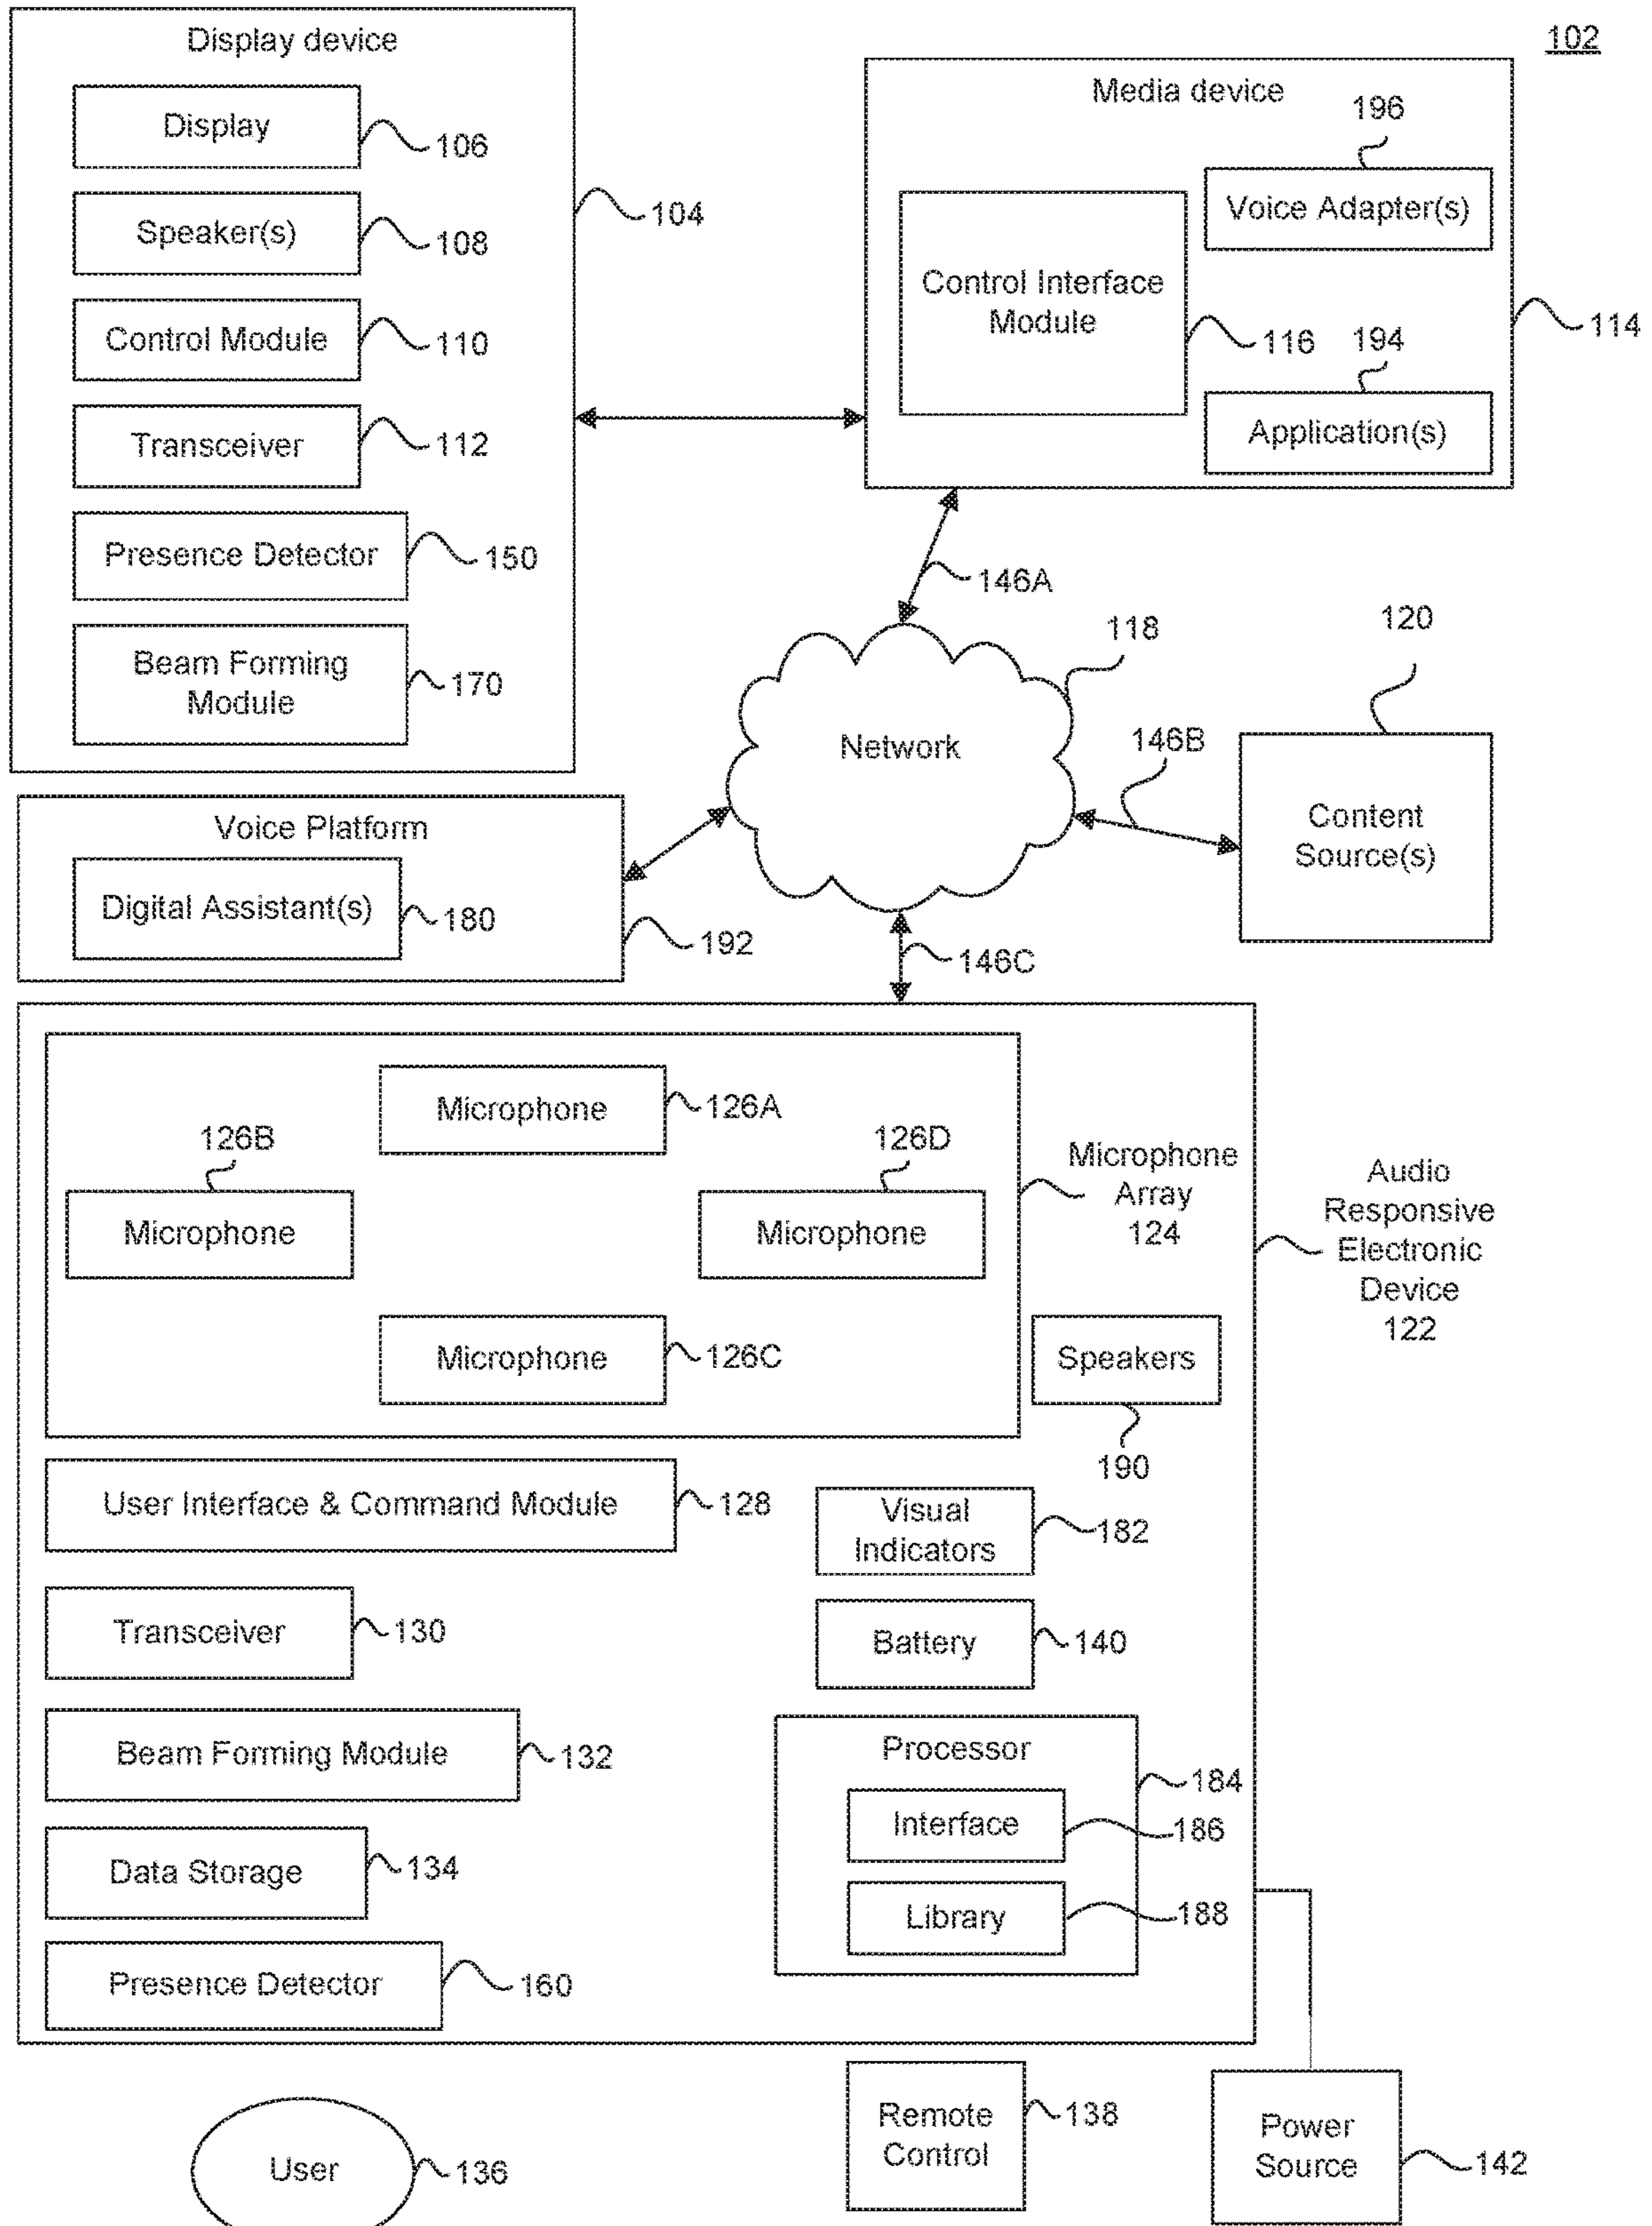 102
Display device
Display
106
Speaker(s)
108
Control Module
110
Transceiver
112
Presence Detector
150
Beam Forming
Module
170
104
Media device
196
Voice Adapter(s)
Control Interface
Module
116
194
Application(s)
114
146A
118
Network
120
146B
Content
Source(s)
Voice Platform
Digital Assistant(s)
180
192
146C
Microphone
126A
126B
Microphone
126D
Microphone
Microphone
126C
Microphone
Array
124
Audio
Responsive
Electronic
Device
122
Speakers
190
User Interface & Command Module
128
Visual
Indicators
182
Transceiver
130
Battery
140
Beam Forming Module
132
Processor
184
Interface
186
Library
188
Data Storage
134
Presence Detector
160
User
136
Remote
Control
138
Power
Source
142